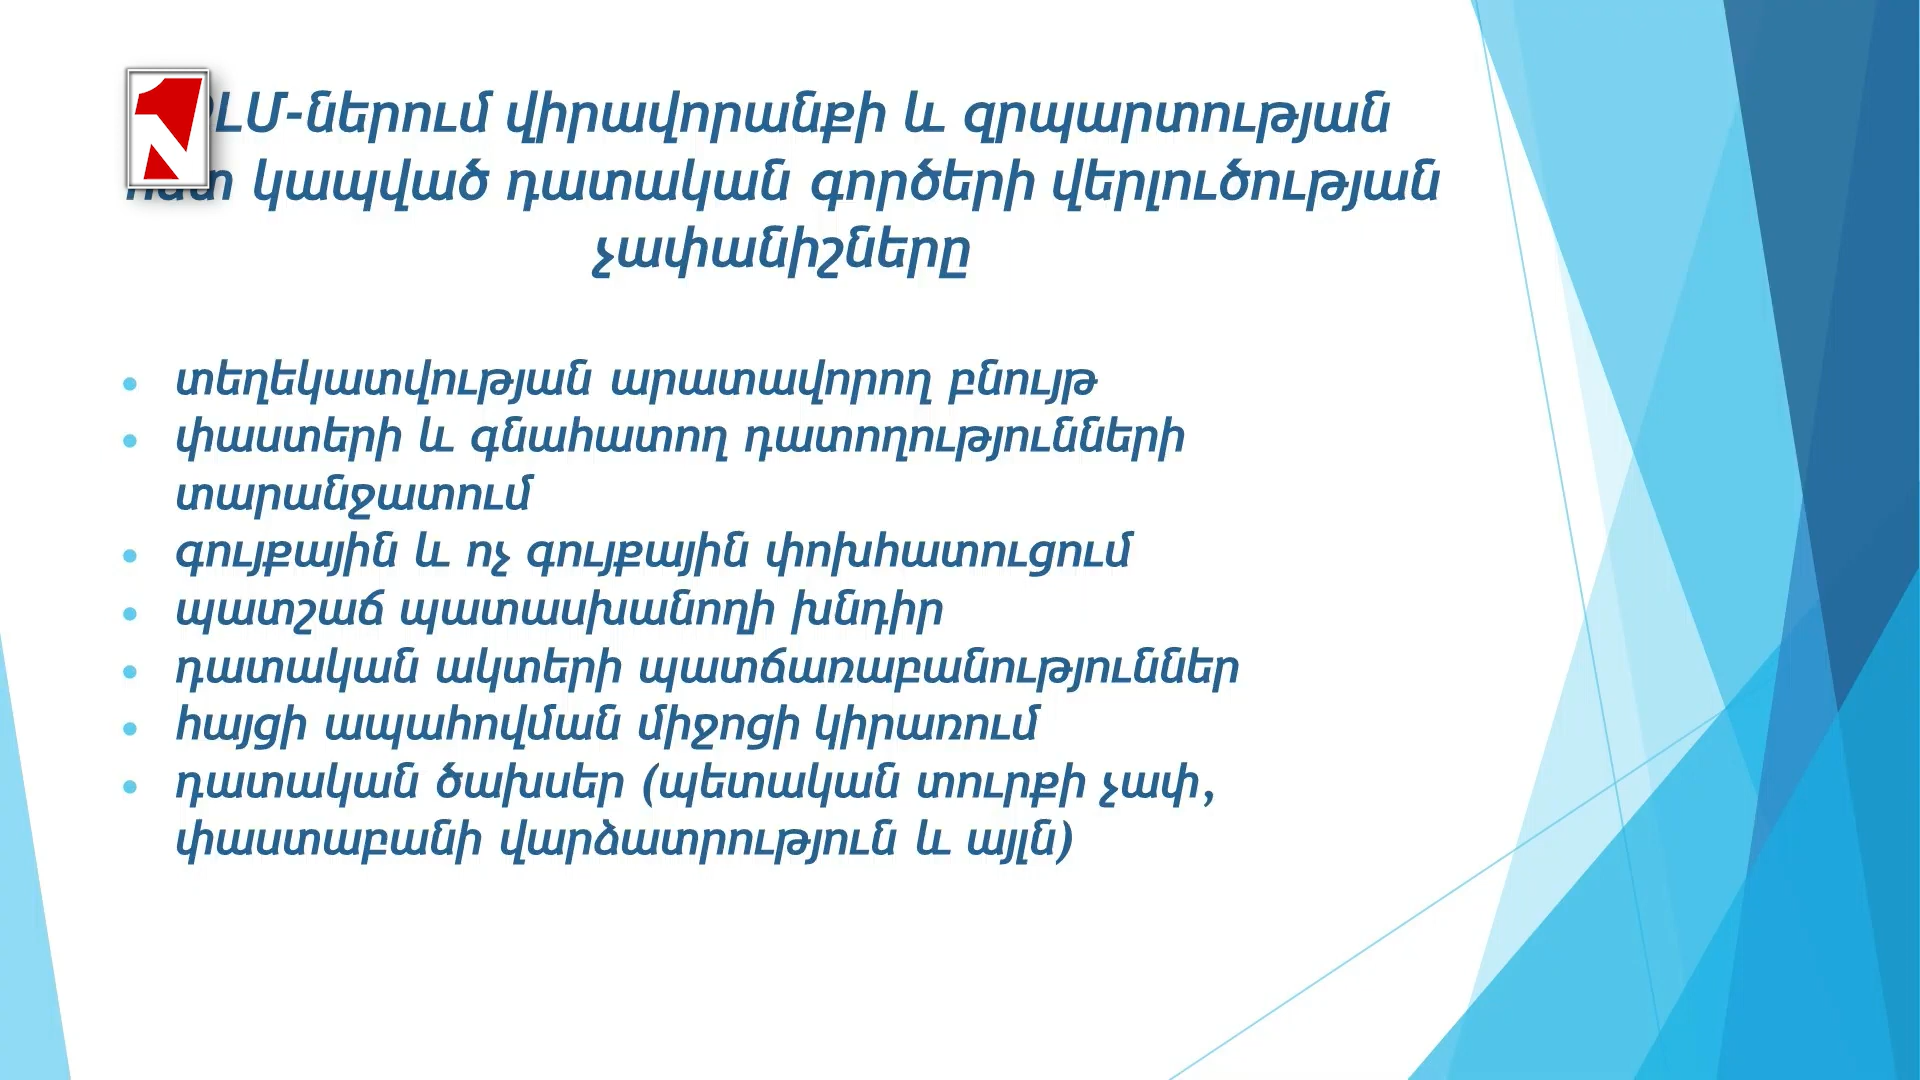 ԶԼՄ-ներում վիրավորանքի և զրպարտության
հետ կապված դատական գործերի վերլուծության
չափանիշները
տեղեկատվության արատավորող բնույթ
փաստերի և գնահատող դատողությունների
տարանջատում
գույքային և ոչ գույքային փոխհատուցում
պատշաճ պատասխանողի խնդիր
դատական ակտերի պատճառաբանություններ
հայցի ապահովման միջոցի կիրառում
դատական ծախսեր (պետական տուրքի չափ,
փաստաբանի վարձատրություն և այլն)